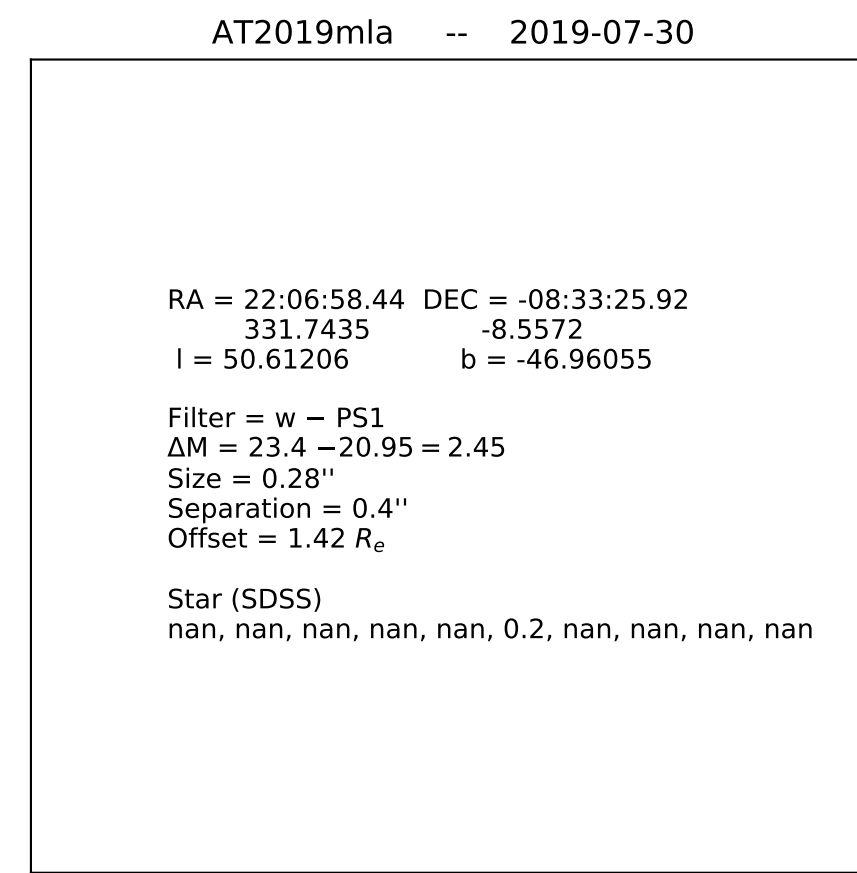 AT2019mla -- 2019-07-30
RA = 22:06:58.44 DEC = -08:33:25.92
331.7435 -8.5572
l = 50.61206 b = -46.96055
Filter = w − PS1
ΔM = 23.4 −20.95 = 2.45
Size = 0.28''
Separation = 0.4''
Offset = 1.42 Rₑ
Star (SDSS)
nan, nan, nan, nan, nan, 0.2, nan, nan, nan, nan